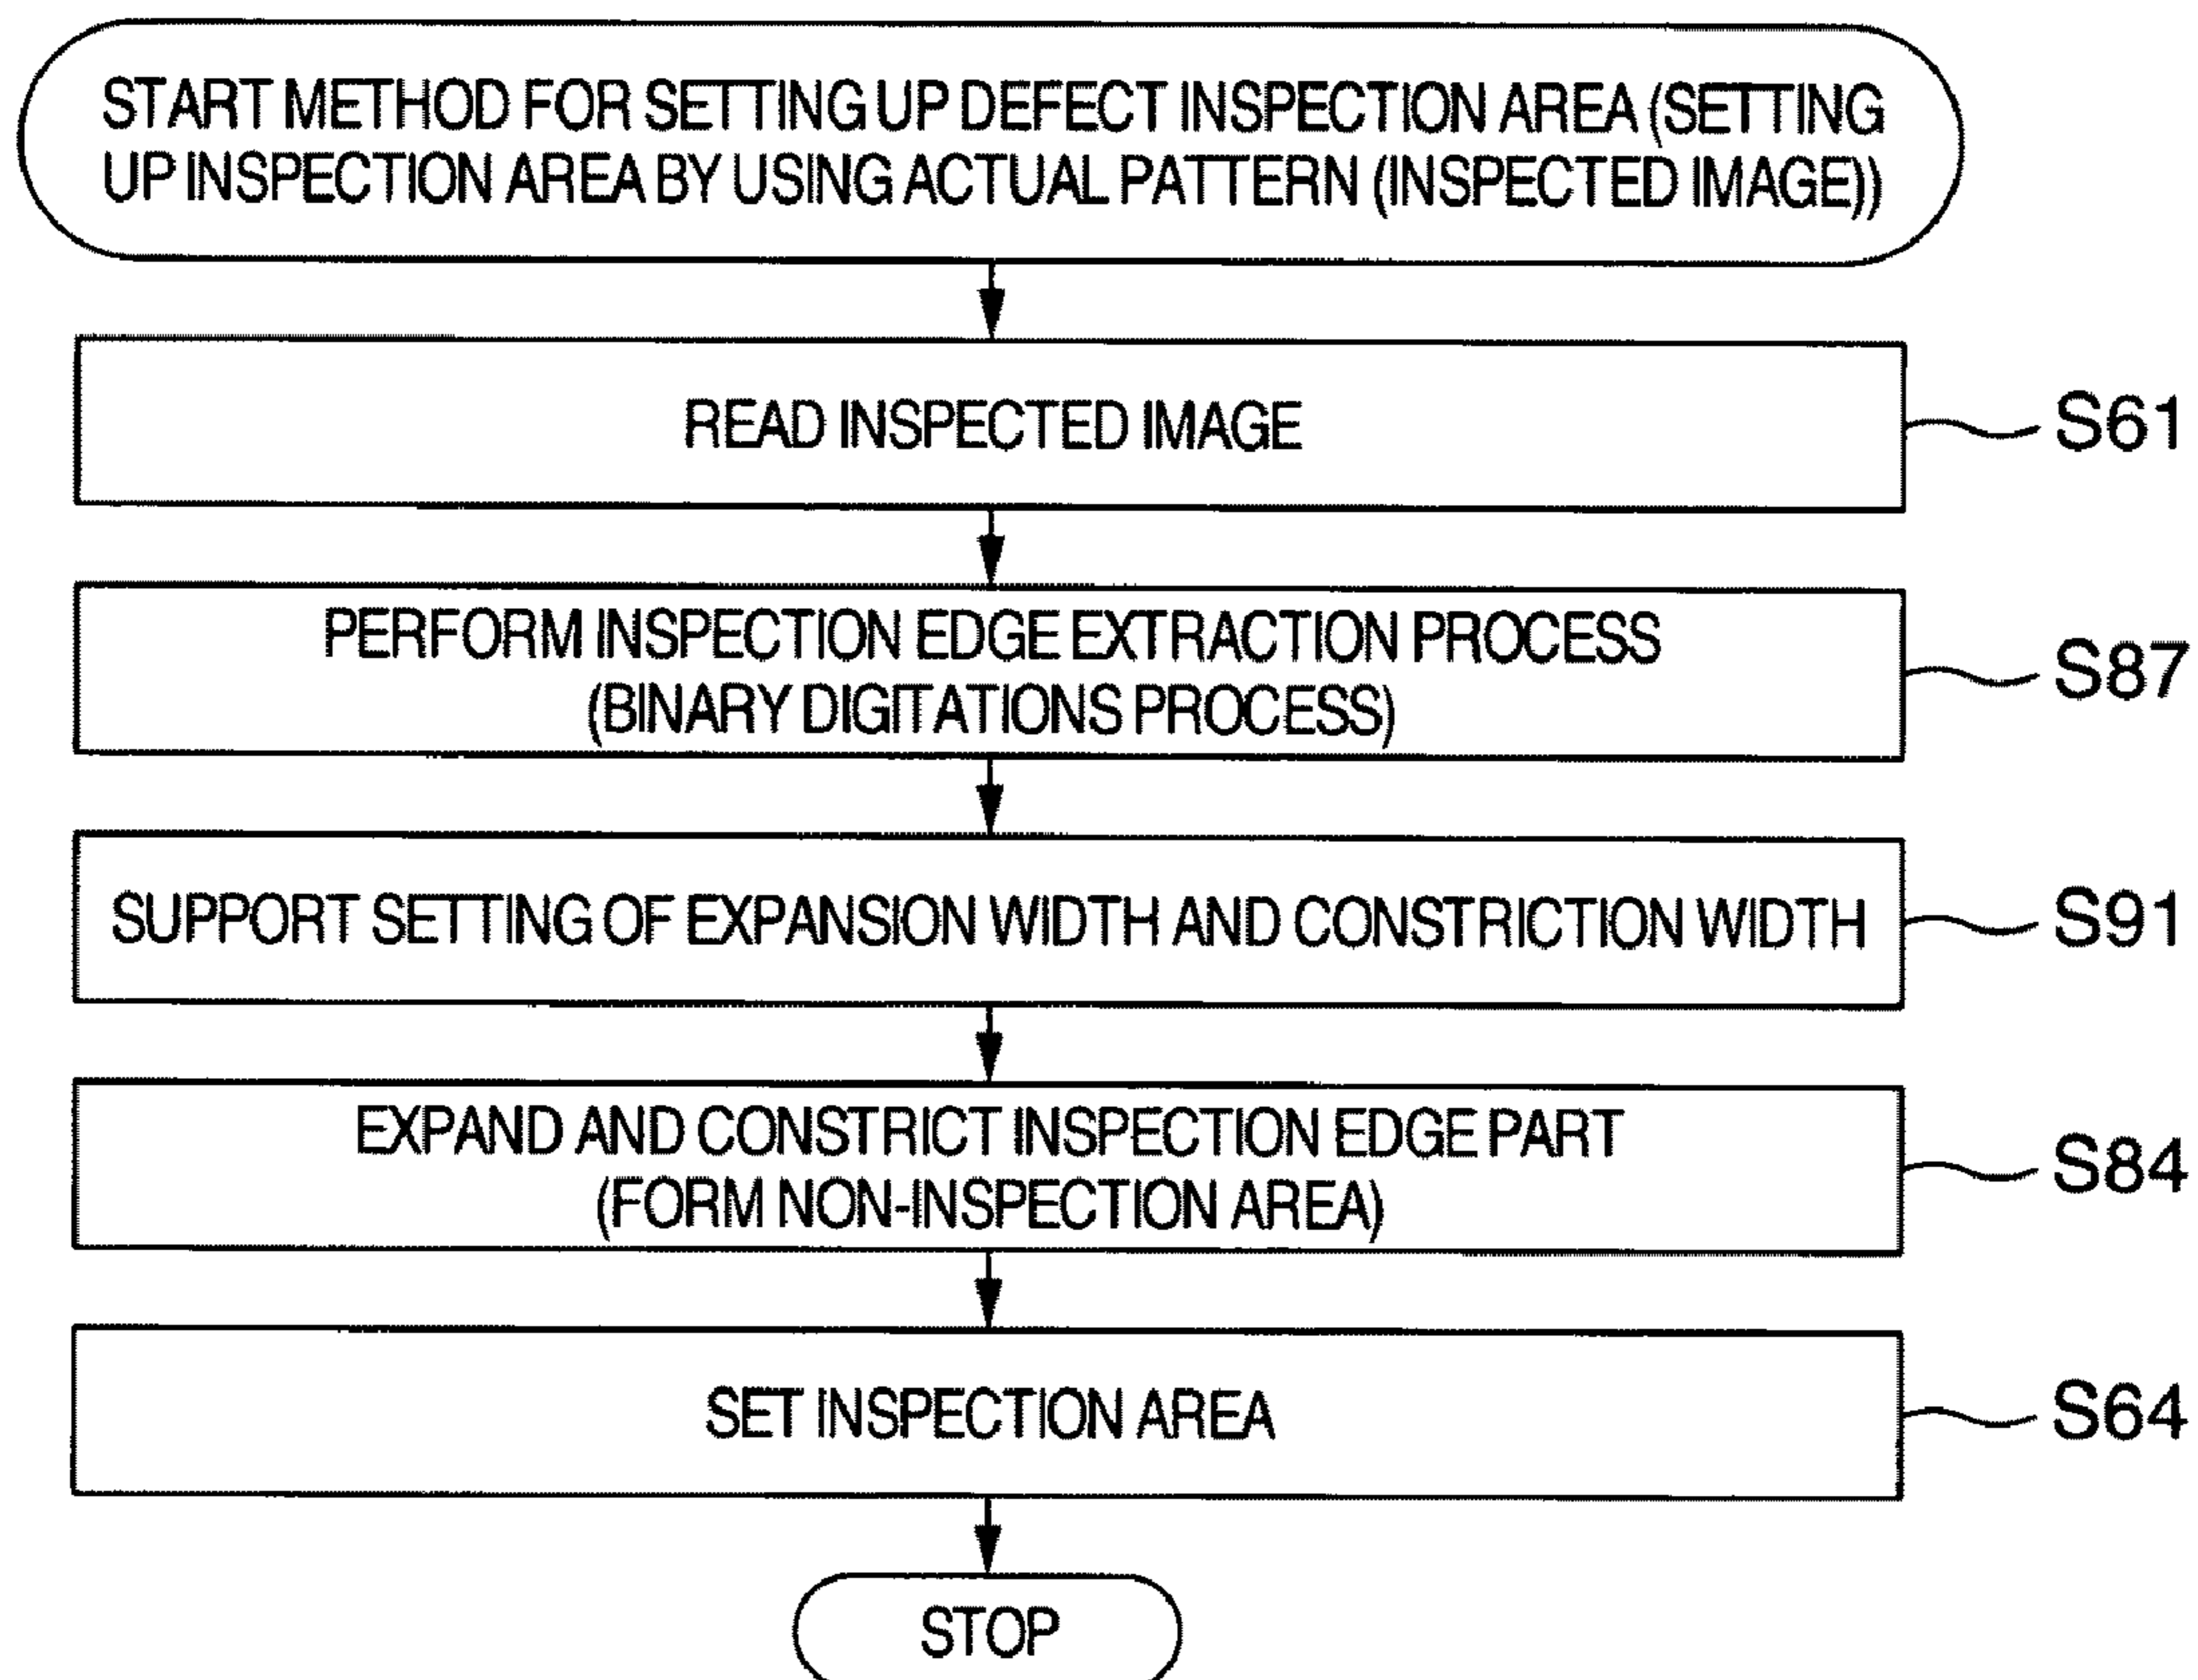 START METHOD FOR SETTING UP DEFECT INSPECTION AREA (SETTING
UP INSPECTION AREA BY USING ACTUAL PATTERN (INSPECTED IMAGE))
READ INSPECTED IMAGE
S61
PERFORM INSPECTION EDGE EXTRACTION PROCESS
(BINARY DIGITATIONS PROCESS)
S87
SUPPORT SETTING OF EXPANSION WIDTH AND CONSTRICTION WIDTH
S91
EXPAND AND CONSTRICT INSPECTION EDGE PART
(FORM NON-INSPECTION AREA)
S84
SET INSPECTION AREA
S64
STOP